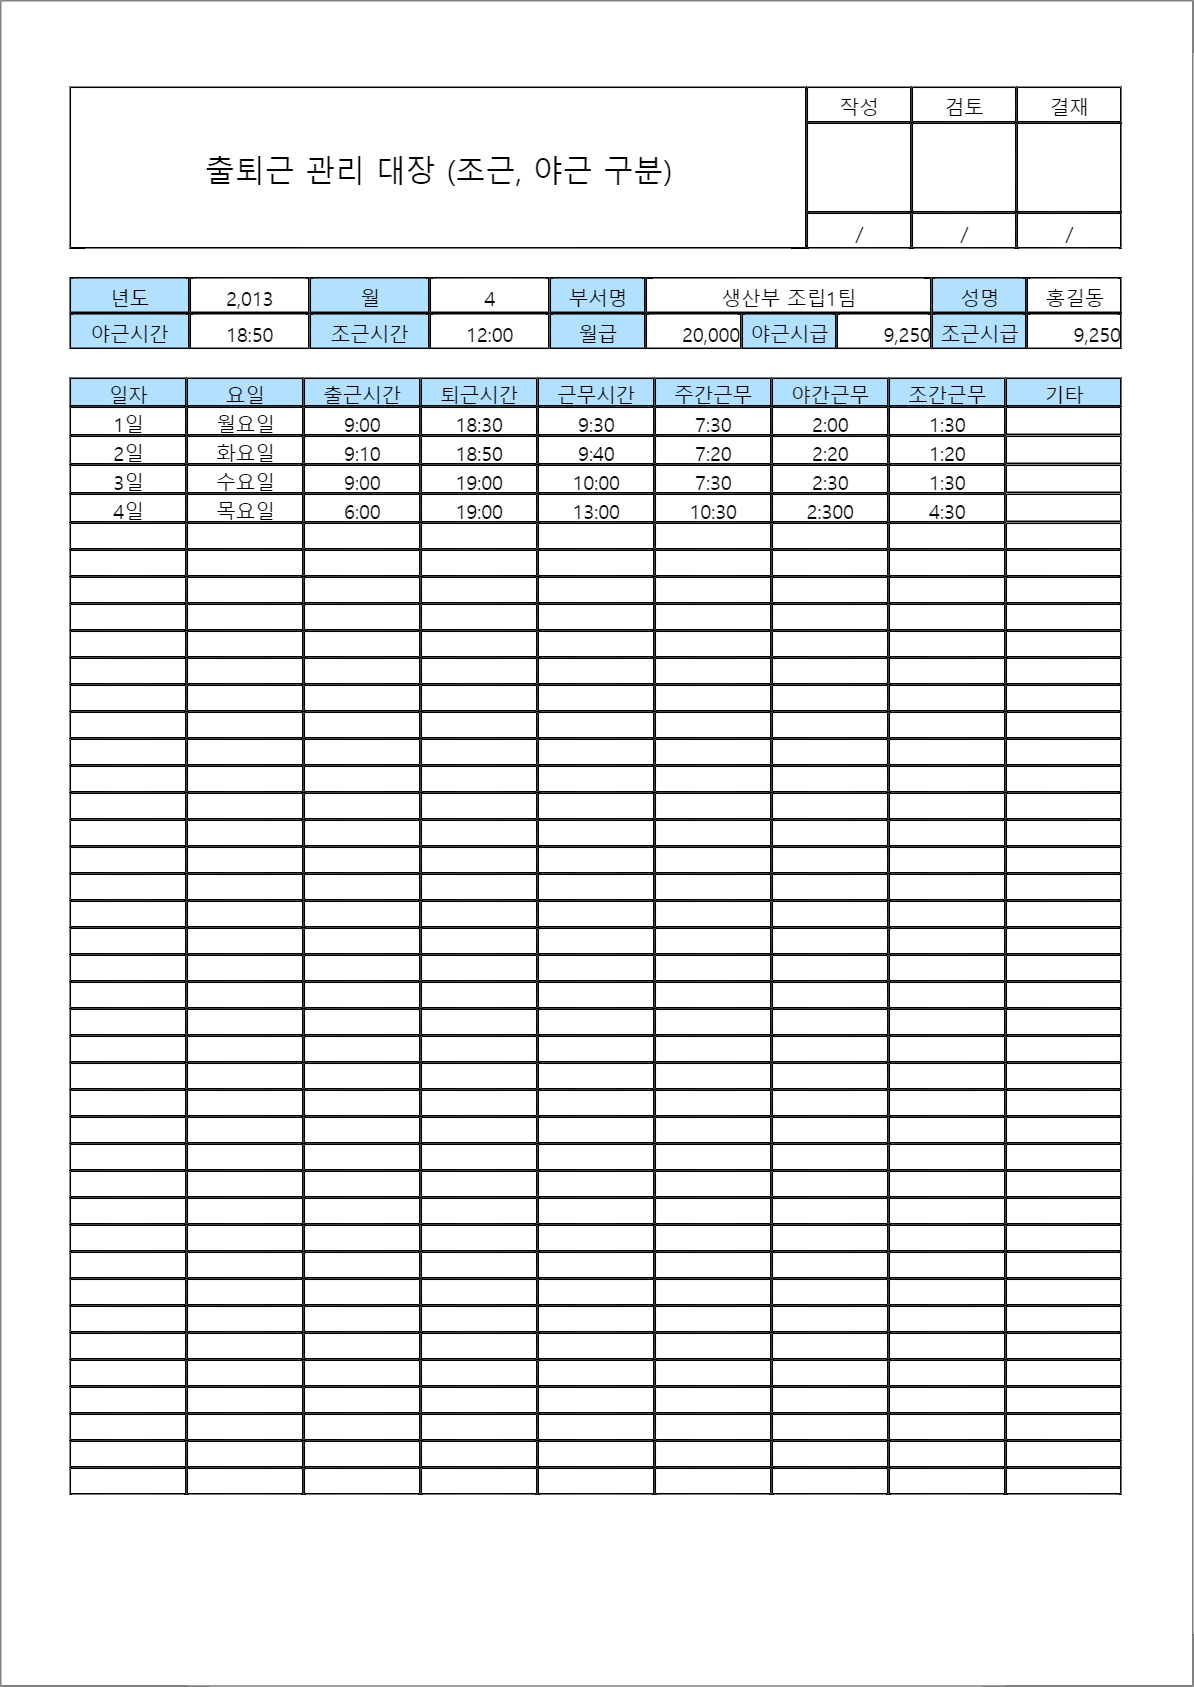 작성 검토 결재
출퇴근 관리 대장 (조근, 야근 구분)
/ / /
년도 2,013 월 4 부서명 생산부 조립1팀 성명 홍길동
야근시간 18:50 조근시간 12:00 월급 20,000 야근시급 9,250 조근시급 9,250
일자 요일 출근시간 퇴근시간 근무시간 주간근무 야간근무 조간근무 기타
1일 월요일 9:00 18:30 9:30 7:30 2:00 1:30
2일 화요일 9:10 18:50 9:40 7:20 2:20 1:20
3일 수요일 9:00 19:00 10:00 7:30 2:30 1:30
4일 목요일 6:00 19:00 13:00 10:30 2:300 4:30